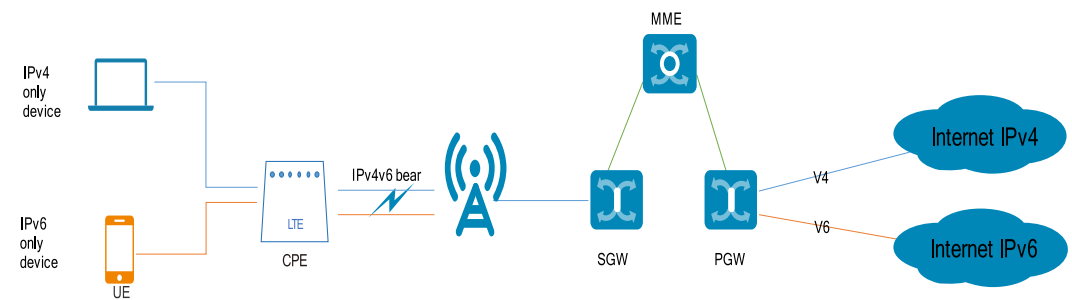 MME
IPv4
only
device
Internet IPv4
IPv4v6 bear
V4
LTE
IPv6
only
device
V6
Internet IPv6
CPE
SGW
PGW
UE